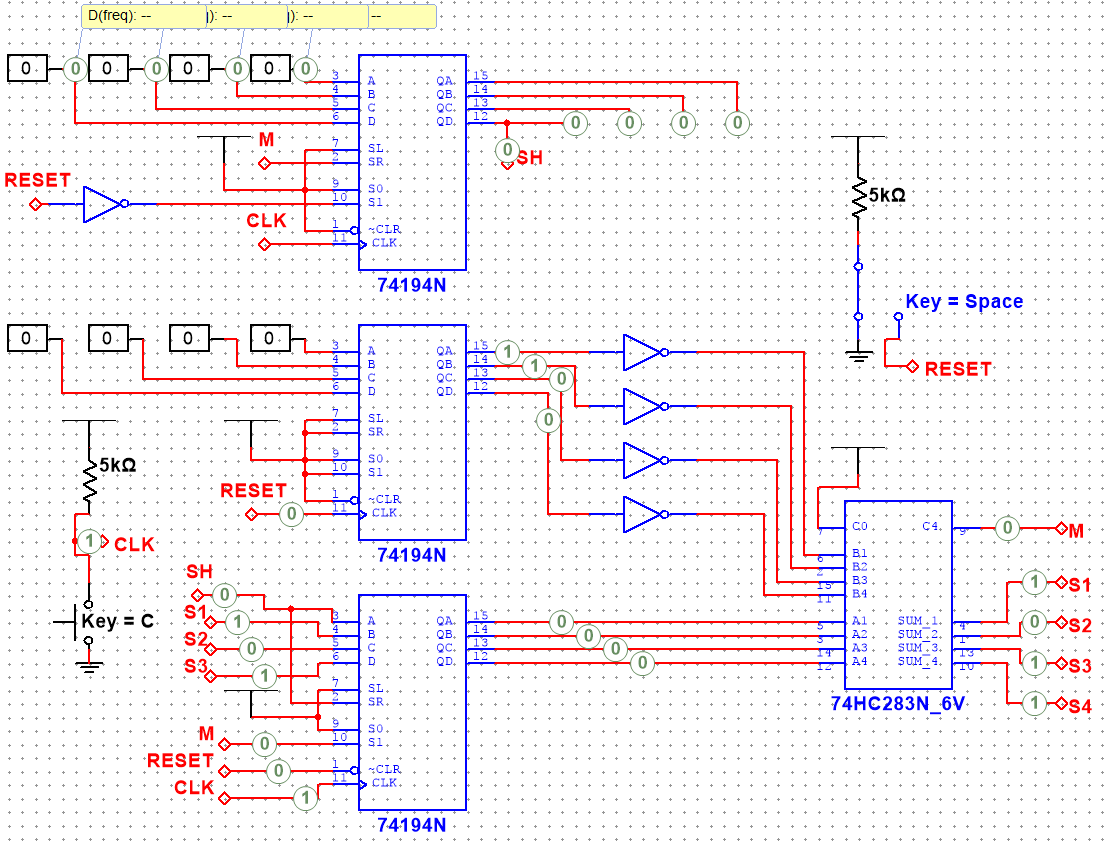 D(freq): -- ): -- ): -- --
0 0 0 0 0 0 0 0
3 A QA 15
4 B QB 14
5 C QC 13
6 D QD 12
0 0 0 0
0 SH
7 SL
M 2 SR
RESET
9 S0
10 S1
CLK
1 ~CLR
11 CLK
74194N
5kΩ
Key = Space
RESET
0 0 0 0
3 A QA 15 1
4 B QB 14 1
5 C QC 13 0
6 D QD 12 0
7 SL
2 SR
9 S0
10 S1
5kΩ
RESET 0
1 ~CLR
11 CLK
74194N
1 CLK
Key = C
7 C0 C4 9 0 M
6 B1
2 B2
15 B3
11 B4
5 A1 SUM_1 4 1 S1
3 A2 SUM_2 1 0 S2
14 A3 SUM_3 13 1 S3
12 A4 SUM_4 10 1 S4
74HC283N_6V
SH 0
S1 1
S2 0
S3 1
3 A QA 15 0
4 B QB 14 0
5 C QC 13 0
6 D QD 12 0
7 SL
2 SR
9 S0
M 0 10 S1
RESET 0 1 ~CLR
CLK 1 11 CLK
74194N